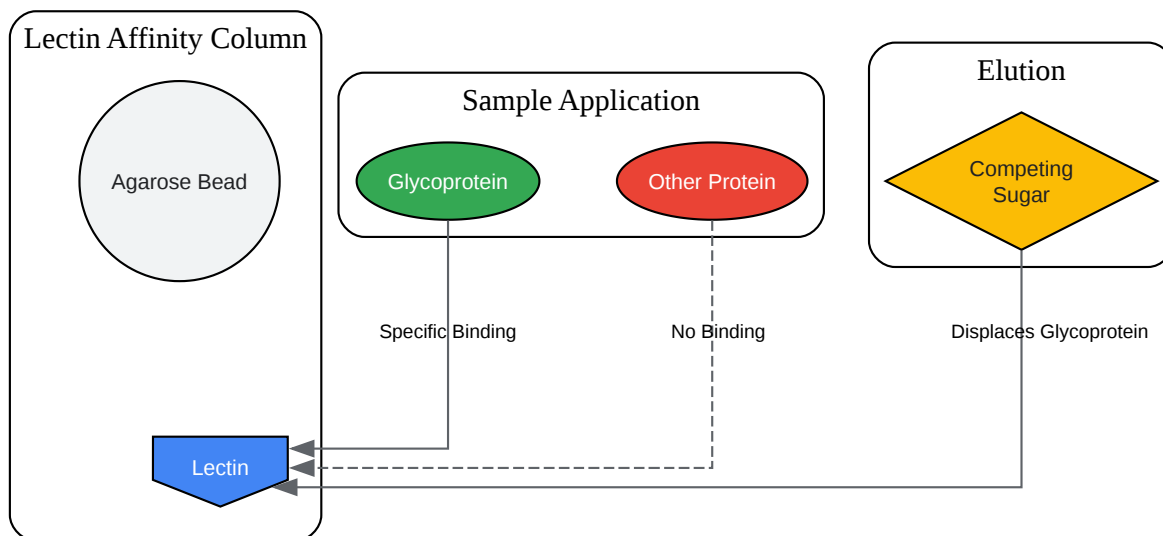 Lectin Affinity Column
Agarose Bead
Lectin
Sample Application
Glycoprotein
Other Protein
Specific Binding
No Binding
Elution
Competing
Sugar
Displaces Glycoprotein